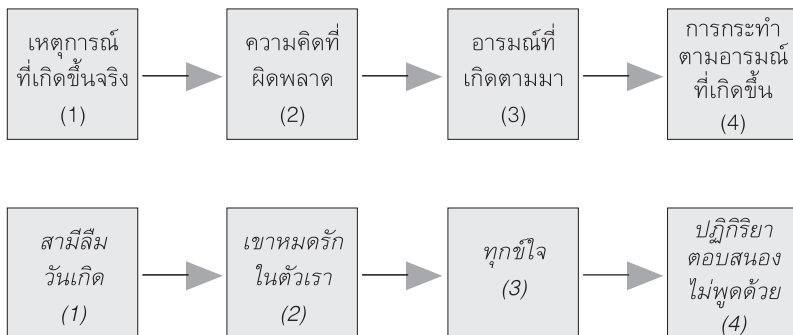 เหตุการณ์
ที่เกิดขึ้นจริง
(1)
ความคิดที่
ผิดพลาด
(2)
อารมณ์ที่
เกิดตามมา
(3)
การกระทำ
ตามอารมณ์
ที่เกิดขึ้น
(4)
สามีลืม
วันเกิด
(1)
เขาหมดรัก
ในตัวเรา
(2)
ทุกข์ใจ
(3)
ปฏิกิริยา
ตอบสนอง
ไม่พูดด้วย
(4)